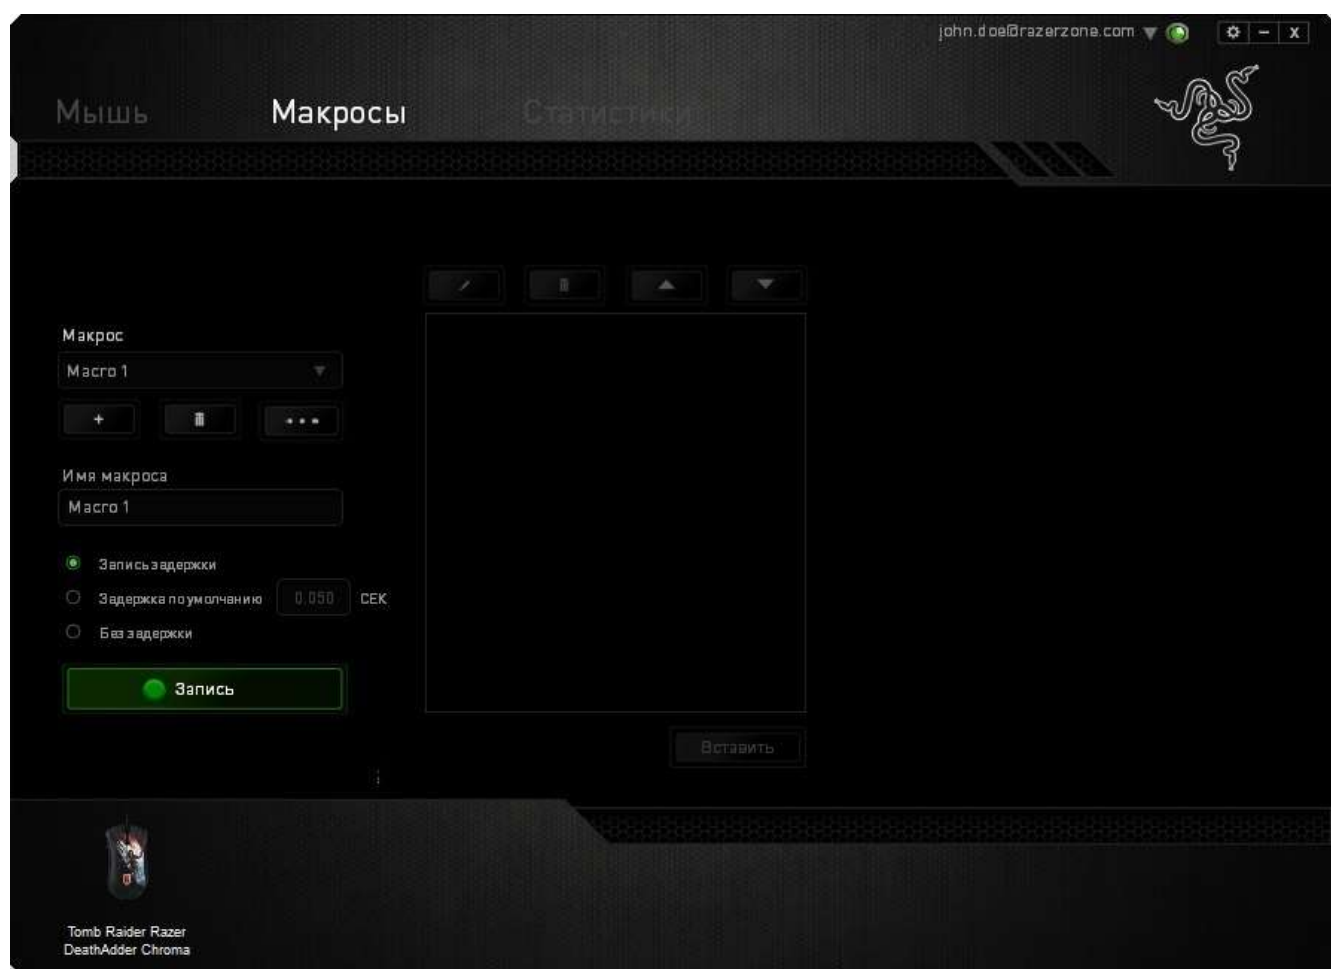 john.doe@razerzone.com
Мышь Макросы Статистики
Макрос
Macro 1
Имя макроса
Macro 1
Запись задержки
Задержка по умолчанию 0.050 СЕК
Без задержки
Запись
Вставить
Tomb Raider Razer
DeathAdder Chroma